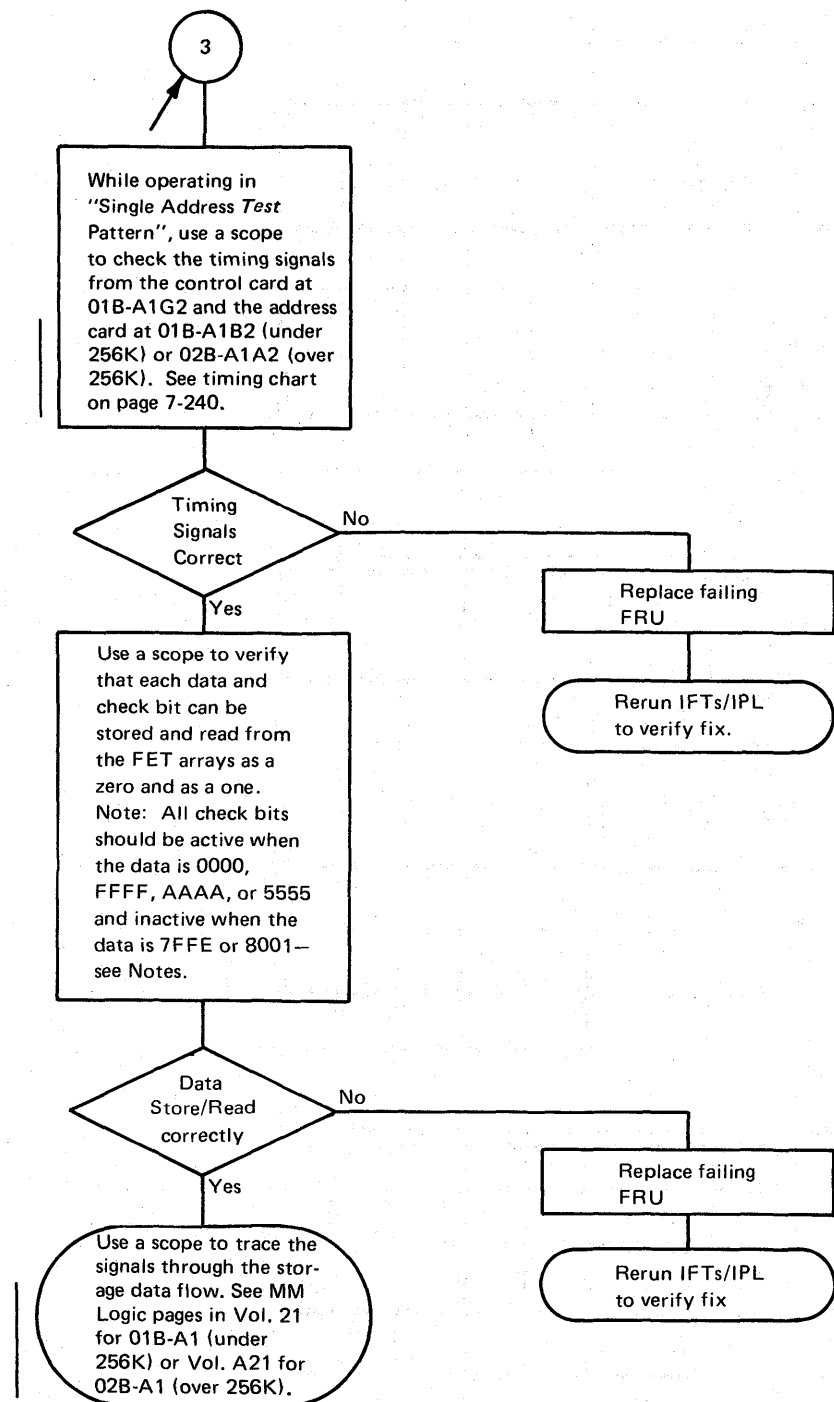 3
While operating in
"Single Address Test
Pattern", use a scope
to check the timing signals
from the control card at
01B-A1G2 and the address
card at 01B-A1B2 (under
256K) or 02B-A1A2 (over
256K). See timing chart
on page 7-240.
Timing
Signals
Correct
No
Yes
Replace failing
FRU
Rerun IFTs/IPL
to verify fix.
Use a scope to verify
that each data and
check bit can be
stored and read from
the FET arrays as a
zero and as a one.
Note: All check bits
should be active when
the data is 0000,
FFFF, AAAA, or 5555
and inactive when the
data is 7FFE or 8001—
see Notes.
Data
Store/Read
correctly
No
Yes
Replace failing
FRU
Rerun IFTs/IPL
to verify fix
Use a scope to trace the
signals through the stor-
age data flow. See MM
Logic pages in Vol. 21
for 01B-A1 (under
256K) or Vol. A21 for
02B-A1 (over 256K).